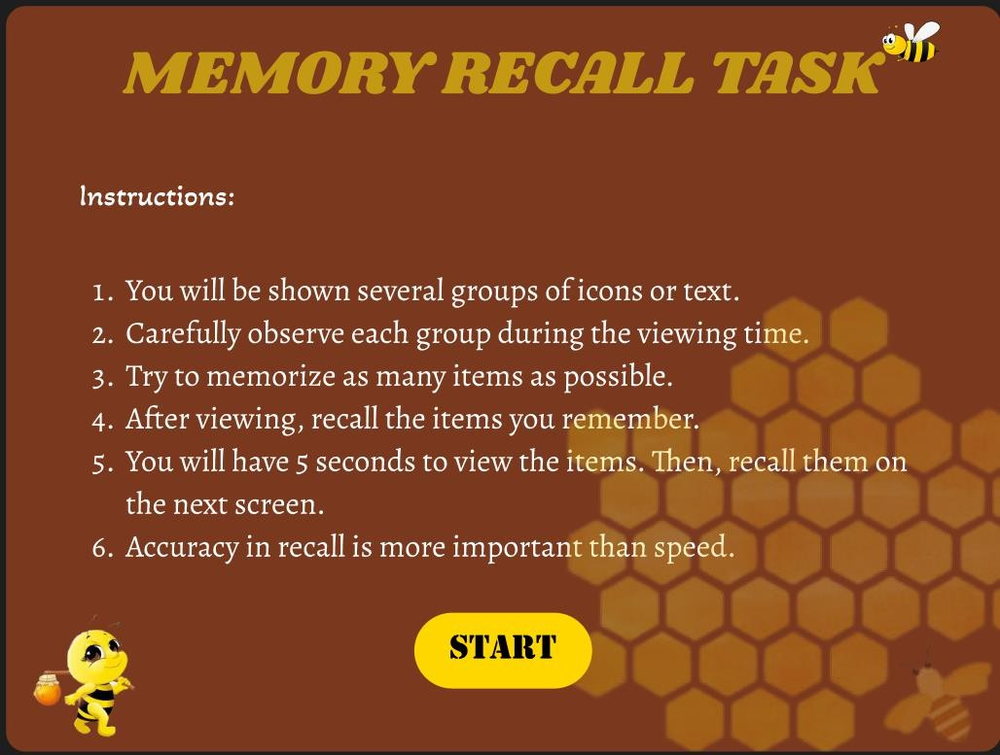 MEMORY RECALL TASK
Instructions:
1. You will be shown several groups of icons or text.
2. Carefully observe each group during the viewing time.
3. Try to memorize as many items as possible.
4. After viewing, recall the items you remember.
5. You will have 5 seconds to view the items. Then, recall them on
the next screen.
6. Accuracy in recall is more important than speed.
START